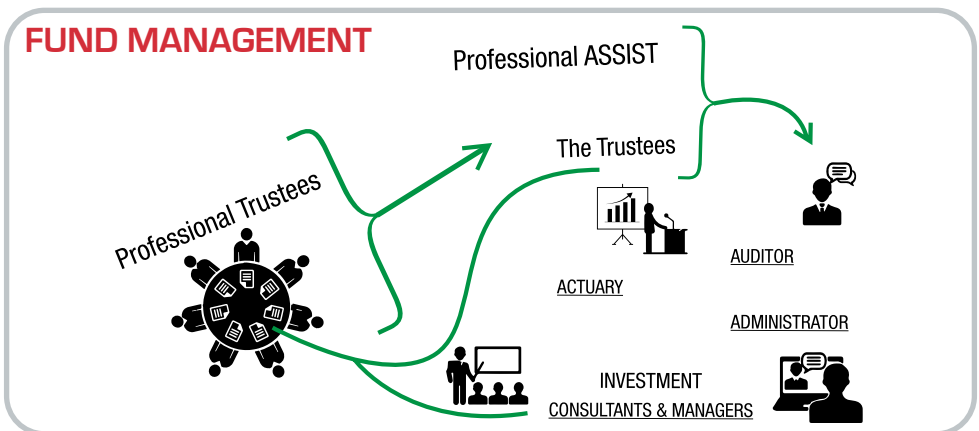 FUND MANAGEMENT
Professional ASSIST
The Trustees
Professional Trustees
AUDITOR
ACTUARY
ADMINISTRATOR
INVESTMENT
CONSULTANTS & MANAGERS